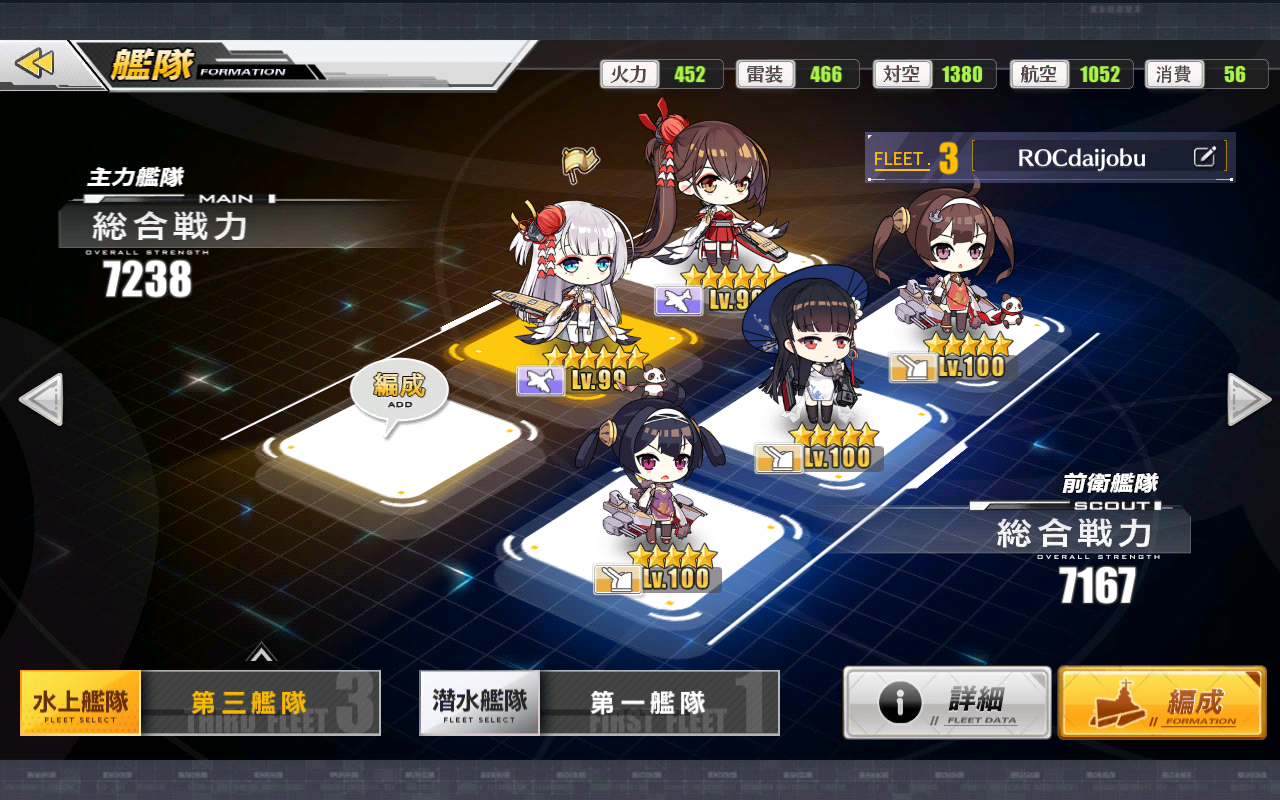 艦隊 FORMATION
火力 452 雷装 466 対空 1380 航空 1052 消費 56
FLEET. 3 ROCdaijobu
主力艦隊
MAIN
総合戦力
OVERALL STRENGTH
7238
Lv.99
Lv.99
Lv.100
Lv.100
Lv.100
編成
ADD
前衛艦隊
SCOUT
総合戦力
OVERALL STRENGTH
7167
水上艦隊
FLEET SELECT
第三艦隊
THIRD FLEET 3
潜水艦隊
FLEET SELECT
第一艦隊
FIRST FLEET 1
詳細
// FLEET DATA
編成
// FORMATION